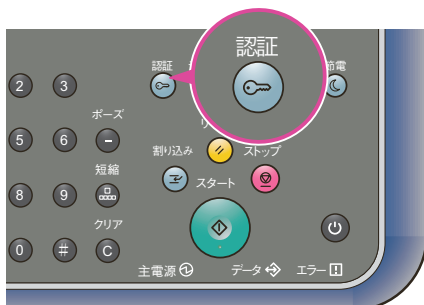 認証
認証
節電
2 3
ポーズ
リ
5 6 -
割り込み
ストップ
短縮
スタート
8 9
クリア
0 # C
主電源
データ
エラー